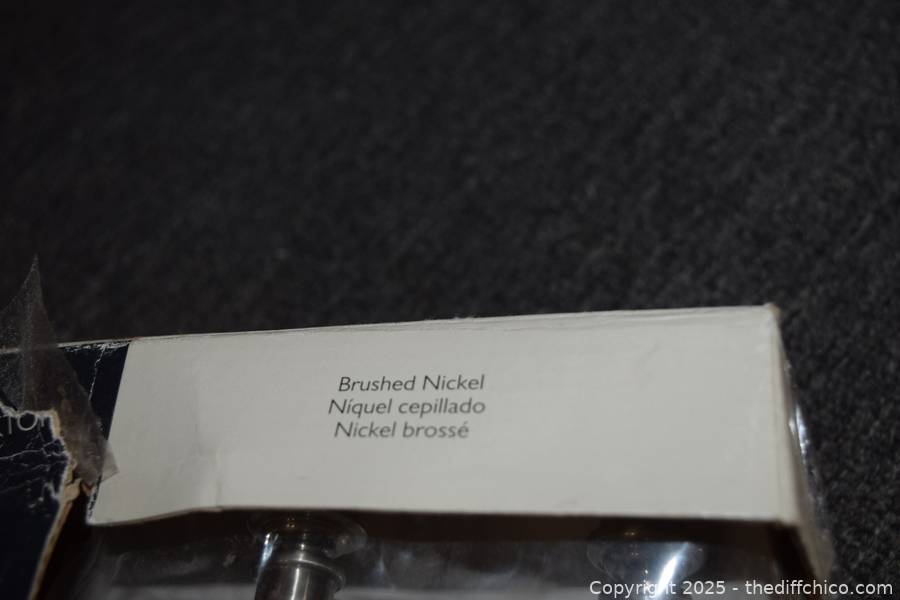 Brushed Nickel
Níquel cepillado
Nickel brossé
Copyright 2025 - thediffchico.com